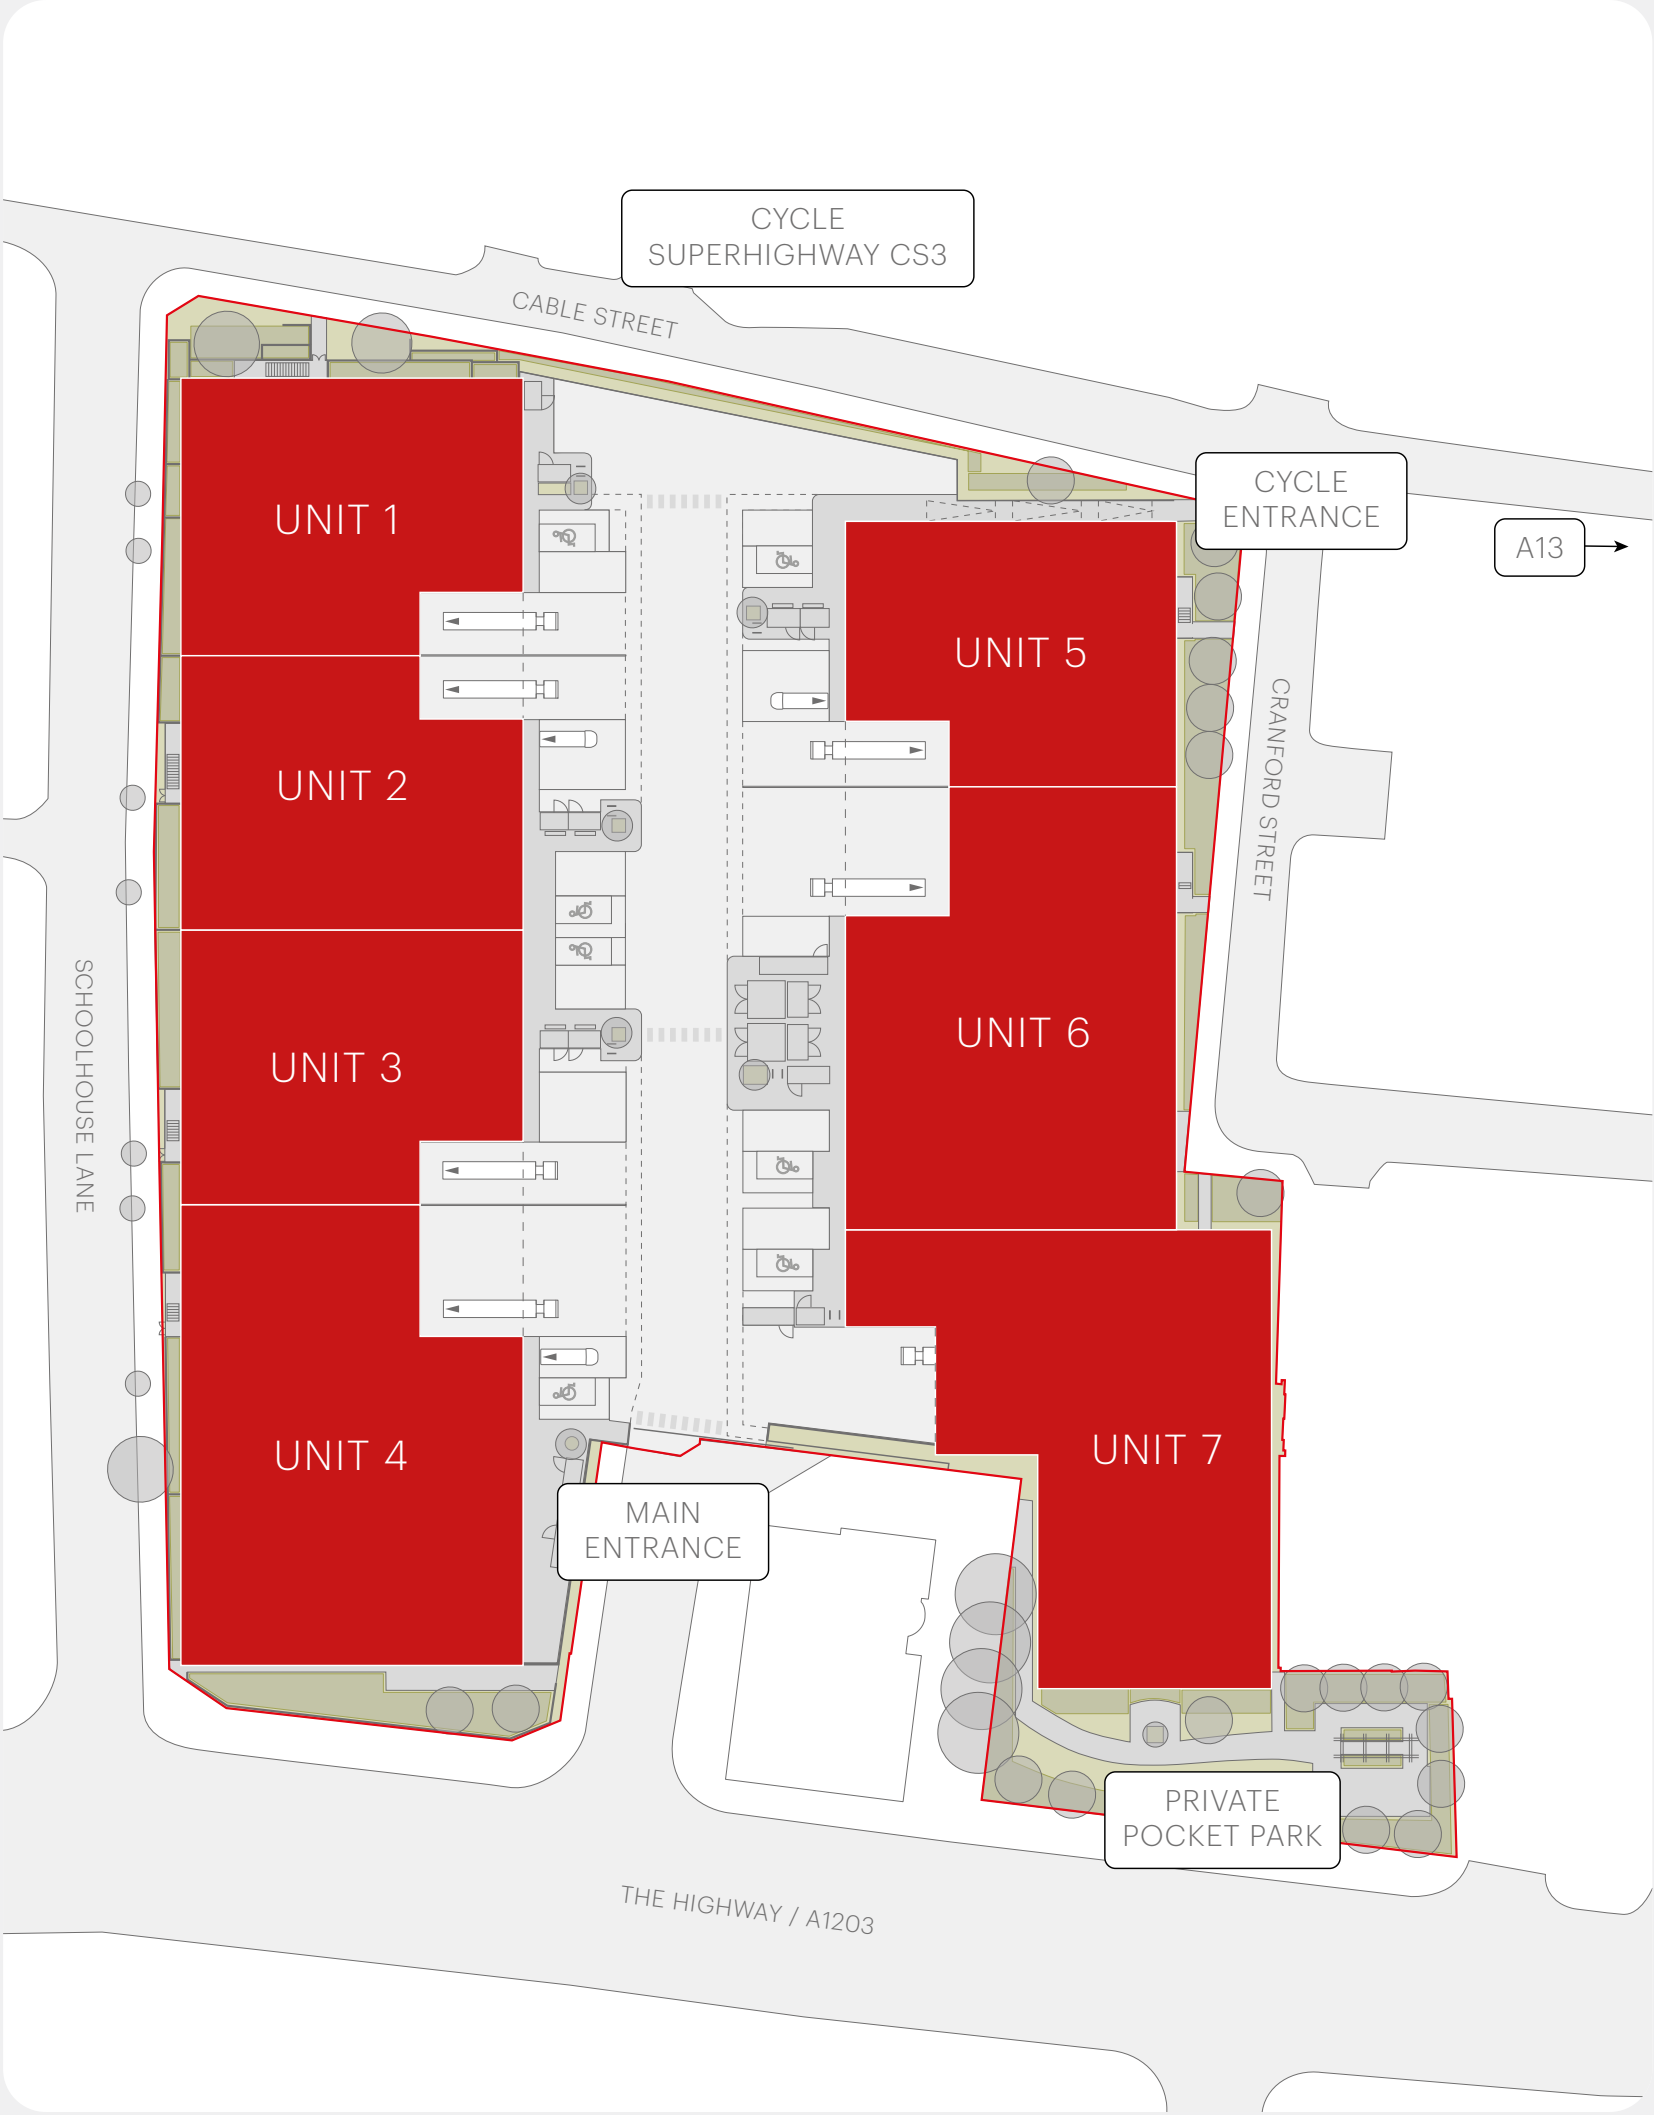 CYCLE
SUPERHIGHWAY CS3
CABLE STREET
CYCLE
ENTRANCE
A13
UNIT 1
UNIT 5
CRANFORD STREET
UNIT 2
SCHOOLHOUSE LANE
UNIT 3
UNIT 6
UNIT 4
UNIT 7
MAIN
ENTRANCE
PRIVATE
POCKET PARK
THE HIGHWAY / A1203